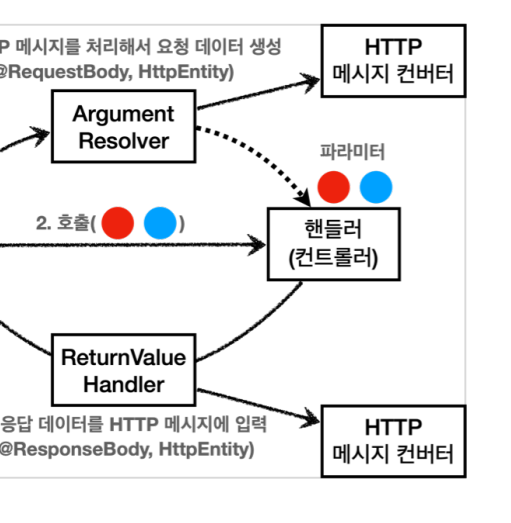 P 메시지를 처리해서 요청 데이터 생성
@RequestBody, HttpEntity)
HTTP
메시지 컨버터
Argument
Resolver
파라미터
2. 호출( )
핸들러
(컨트롤러)
ReturnValue
Handler
응답 데이터를 HTTP 메시지에 입력
@ResponseBody, HttpEntity)
HTTP
메시지 컨버터